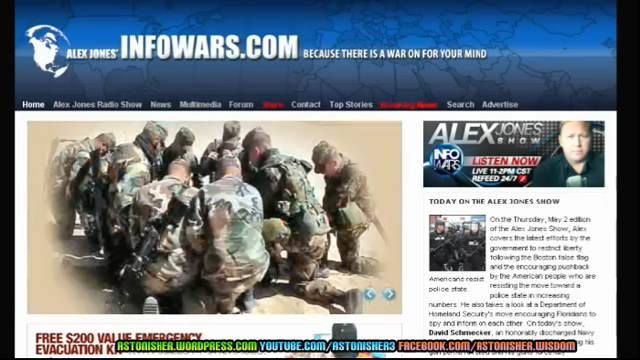 ALEX JONES' INFOWARS.COM BECAUSE THERE IS A WAR ON FOR YOUR MIND
Home Alex Jones Radio Show News Multimedia Forum Store Contact Top Stories Breaking News Search Advertise
ALEX JONES
SHOW
INFO
WARS
LISTEN NOW
LIVE 11-2PM CST
REFEED 24/7
TODAY ON THE ALEX JONES SHOW
On the Thursday, May 2 edition
of the Alex Jones Show, Alex
covers the latest efforts by the
government to restrict liberty
following the Boston false flag
and the encouraging pushback
by the American people who are
resisting the move toward a
police state in increasing
numbers. He also takes a look at a Department of
Homeland Security's move encouraging Floridians to
spy and inform on each other. On today's show,
David Schmecker, an honorably discharged Navy
Americans resist
police state
FREE $200 VALUE EMERGENCY
EVACUATION
ASTONISHER.WORDPRESS.COM YOUTUBE.COM/ASTONISHER3 FACEBOOK.COM/ASTONISHER.WISDOM